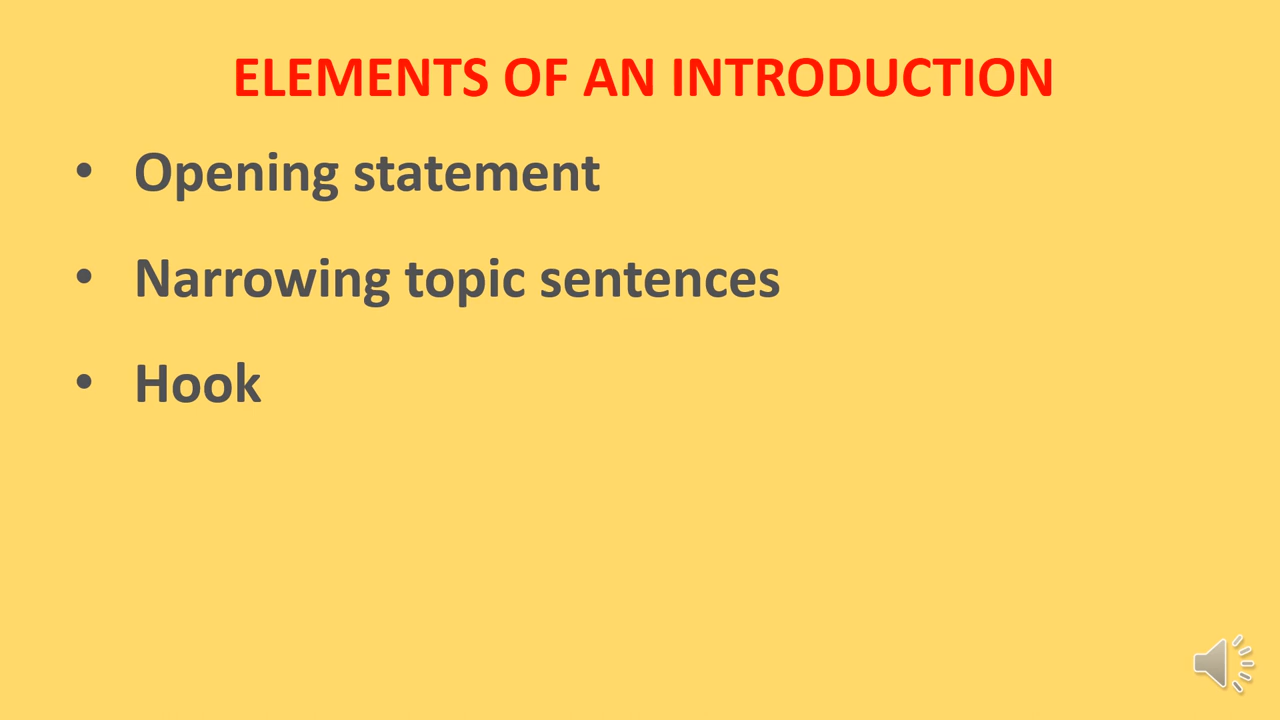 ELEMENTS OF AN INTRODUCTION
• Opening statement
• Narrowing topic sentences
• Hook